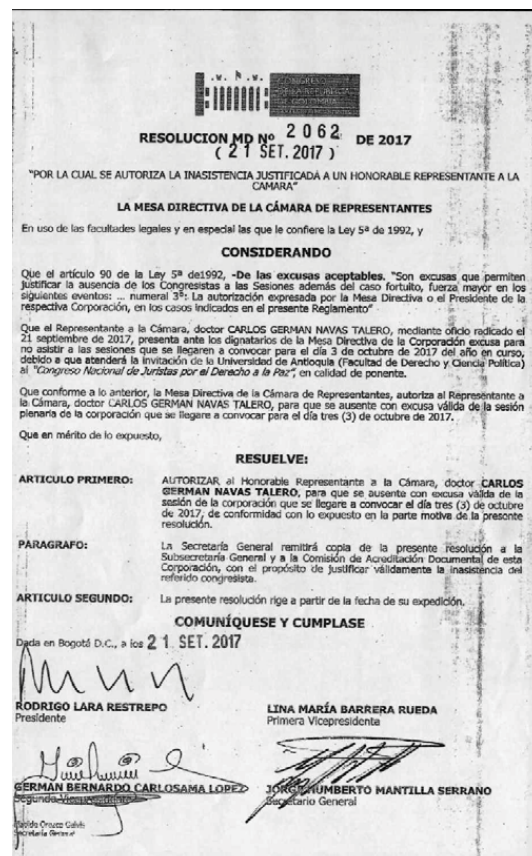 CONGRESO
DE LA REPUBLICA
DE COLOMBIA
RESOLUCION MD Nº 2062 DE 2017
( 21 SET. 2017 )
"POR LA CUAL SE AUTORIZA LA INASISTENCIA JUSTIFICADA A UN HONORABLE REPRESENTANTE A LA
CAMARA"
LA MESA DIRECTIVA DE LA CÁMARA DE REPRESENTANTES
En uso de las facultades legales y en especial las que le confiere la Ley 5ª de 1992, y
CONSIDERANDO
Que el artículo 90 de la Ley 5ª de1992, -De las excusas aceptables. "Son excusas que permiten
justificar la ausencia de los Congresistas a las Sesiones además del caso fortuito, fuerza mayor en los
siguientes eventos: ... numeral 3º: La autorización expresada por la Mesa Directiva o el Presidente de la
respectiva Corporación, en los casos indicados en el presente Reglamento"
Que el Representante a la Cámara, doctor CARLOS GERMAN NAVAS TALERO, mediante oficio radicado el
21 septiembre de 2017, presenta ante los dignatarios de la Mesa Directiva de la Corporación excusa para
no asistir a las sesiones que se llegaren a convocar para el día 3 de octubre de 2017 del año en curso,
debido a que atenderá la invitación de la Universidad de Antioquia (Facultad de Derecho y Ciencia Política)
al "Congreso Nacional de Juristas por el Derecho a la Paz", en calidad de ponente.
Que conforme a lo anterior, la Mesa Directiva de la Cámara de Representantes, autoriza al Representante a
la Cámara, doctor CARLOS GERMAN NAVAS TALERO, para que se ausente con excusa válida de la sesión
plenaria de la corporación que se llegare a convocar para el día tres (3) de octubre de 2017.
Que en mérito de lo expuesto,
RESUELVE:
ARTICULO PRIMERO: AUTORIZAR al Honorable Representante a la Cámara, doctor CARLOS
GERMAN NAVAS TALERO, para que se ausente con excusa válida de la
sesión de la corporación que se llegare a convocar el día tres (3) de octubre
de 2017, de conformidad con lo expuesto en la parte motiva de la presente
resolución.
PARAGRAFO: La Secretaría General remitirá copia de la presente resolución a la
Subsecretaría General y a la Comisión de Acreditación Documental de esta
Corporación, con el propósito de justificar válidamente la inasistencia del
referido congresista.
ARTICULO SEGUNDO: La presente resolución rige a partir de la fecha de su expedición.
COMUNÍQUESE Y CUMPLASE
Dada en Bogotá D.C., a los 21 SET. 2017
RODRIGO LARA RESTREPO
Presidente
LINA MARÍA BARRERA RUEDA
Primera Vicepresidente
GERMAN BERNARDO CARLOSAMA LOPEZ
Segundo Vicepresidente
JORGE HUMBERTO MANTILLA SERRANO
Secretario General
Orozco
Secretaría General